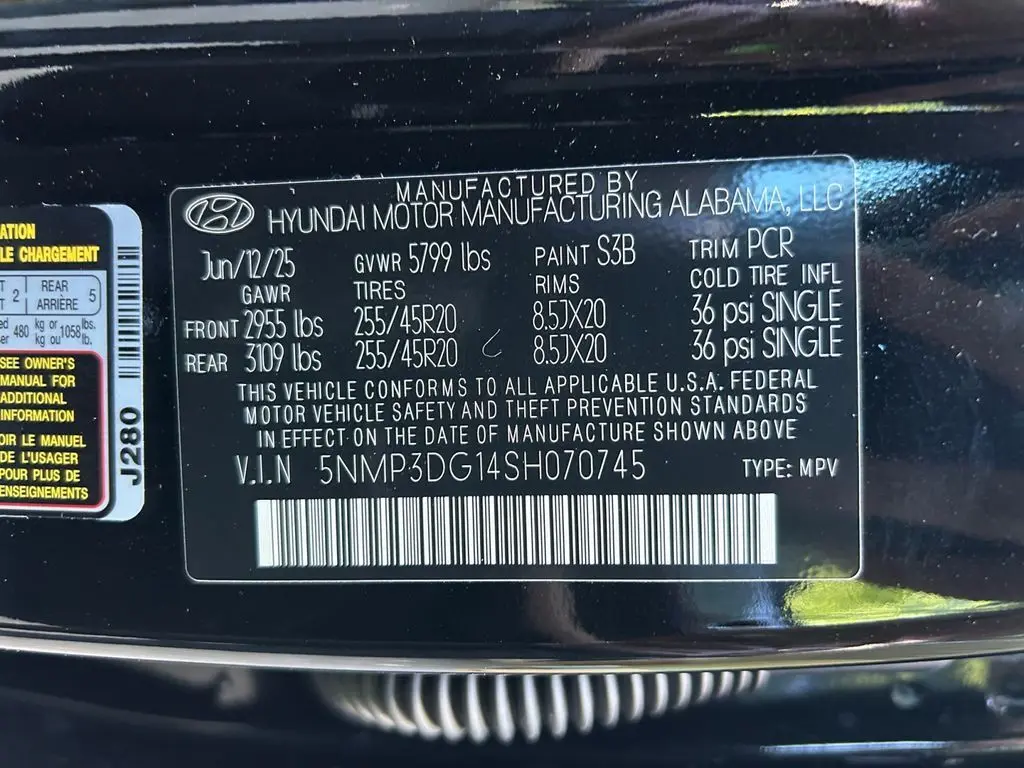 MANUFACTURED BY
HYUNDAI MOTOR MANUFACTURING ALABAMA, LLC
Jun/12/25 GVWR 5799 lbs PAINT S3B TRIM PCR
GAWR TIRES RIMS COLD TIRE INFL
FRONT 2955 lbs 255/45R20 8.5JX20 36 psi SINGLE
REAR 3109 lbs 255/45R20 8.5JX20 36 psi SINGLE
THIS VEHICLE CONFORMS TO ALL APPLICABLE U.S.A. FEDERAL
MOTOR VEHICLE SAFETY AND THEFT PREVENTION STANDARDS
IN EFFECT ON THE DATE OF MANUFACTURE SHOWN ABOVE
V.I.N 5NMP3DG14SH070745 TYPE: MPV
CHARGEMENT
2 REAR ARRIÈRE 5
480 kg or kg ou 1058 lbs. lb.
SEE OWNER'S
MANUAL FOR
ADDITIONAL
INFORMATION
LE MANUEL
DE L'USAGER
POUR PLUS DE
J280